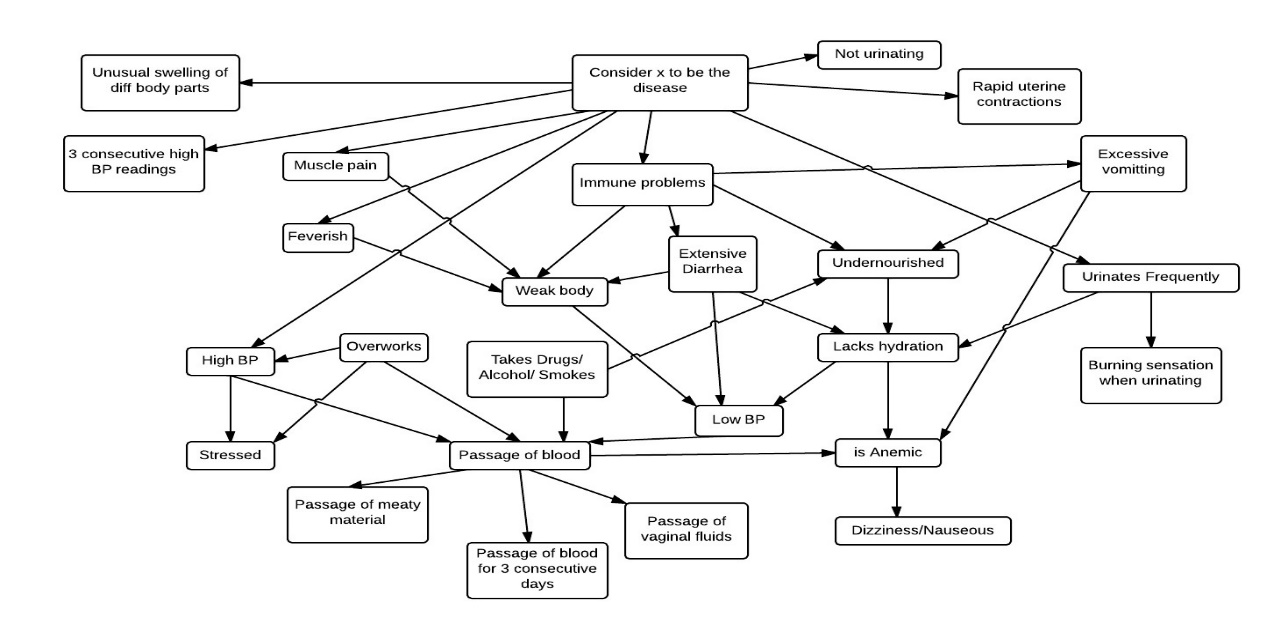 Not urinating
Unusual swelling of
diff body parts
Consider x to be the
disease
Rapid uterine
contractions
3 consecutive high
BP readings
Muscle pain
Immune problems
Excessive
vomitting
Feverish
Extensive
Diarrhea
Undernourished
Urinates Frequently
Weak body
High BP
Overworks
Takes Drugs/
Alcohol/ Smokes
Lacks hydration
Burning sensation
when urinating
Low BP
Stressed
Passage of blood
is Anemic
Passage of meaty
material
Passage of
vaginal fluids
Dizziness/Nauseous
Passage of blood
for 3 consecutive
days